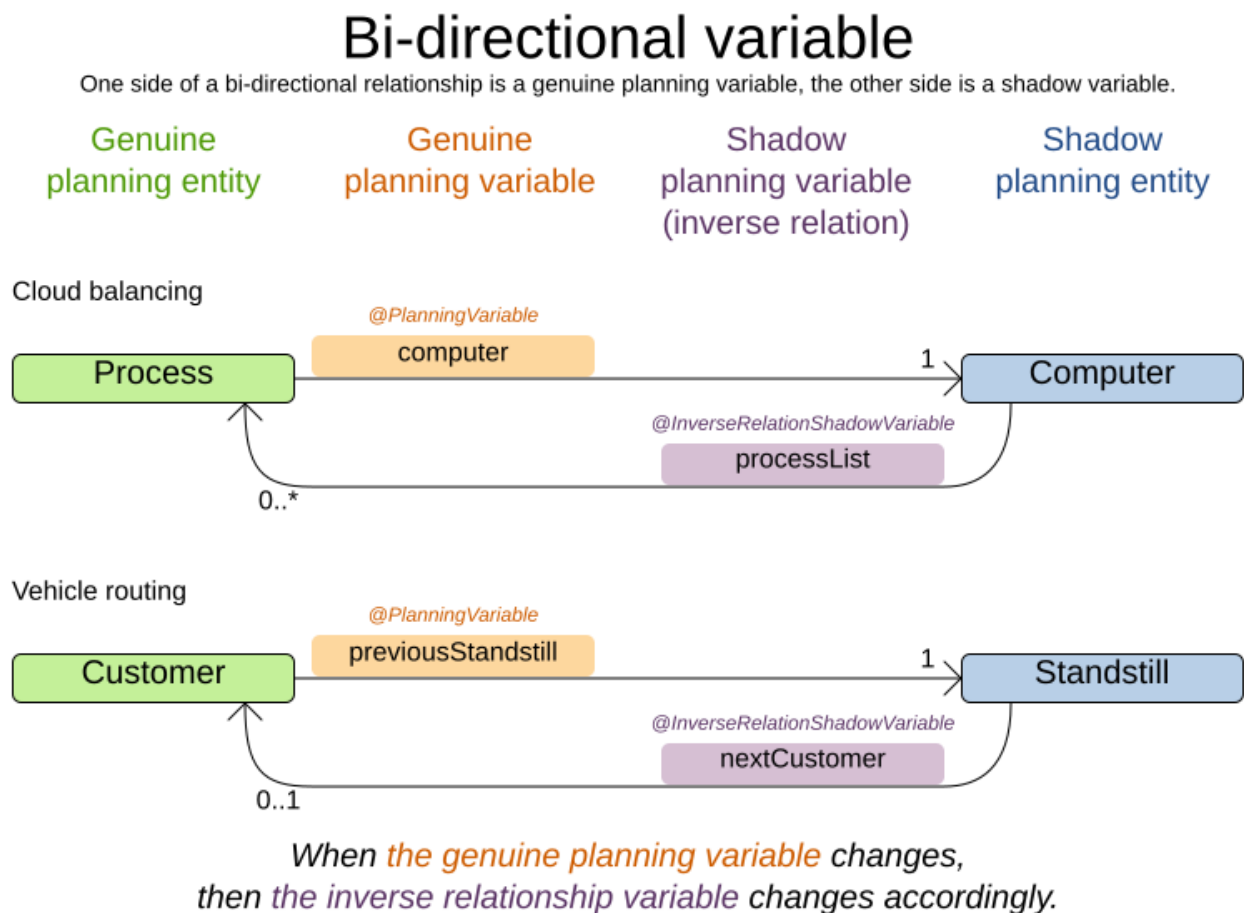 Bi-directional variable
One side of a bi-directional relationship is a genuine planning variable, the other side is a shadow variable.
Genuine
planning entity
Genuine
planning variable
Shadow
planning variable
(inverse relation)
Shadow
planning entity
Cloud balancing
@PlanningVariable
computer
Process
1
Computer
@InverseRelationShadowVariable
processList
0..*
Vehicle routing
@PlanningVariable
previousStandstill
Customer
1
Standstill
@InverseRelationShadowVariable
nextCustomer
0..1
When the genuine planning variable changes,
then the inverse relationship variable changes accordingly.